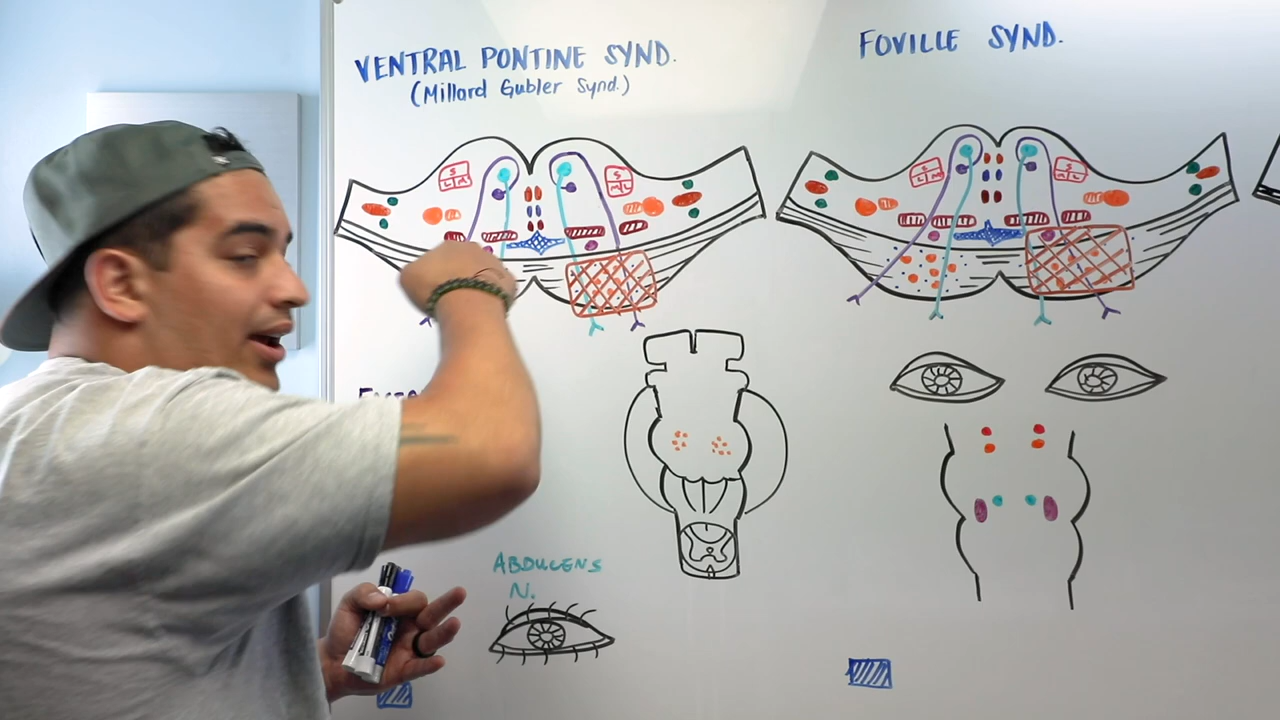 VENTRAL PONTINE SYND.
(Millard Gubler Synd.)
FOVILLE SYND.
S
L M
S
M L
S
L M
S
M L
ABDUCENS
N.